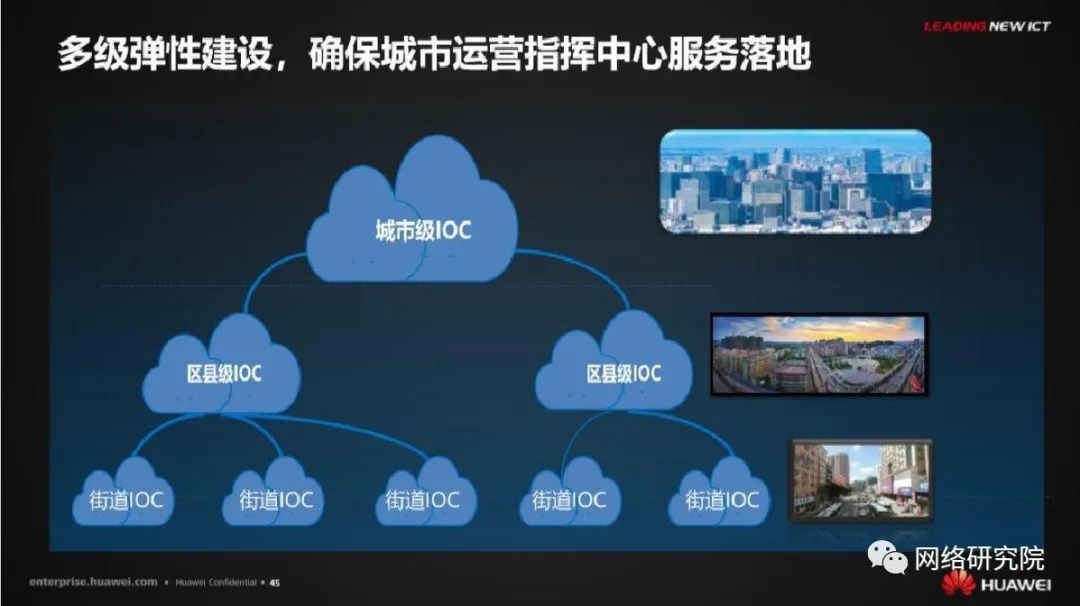 LEADING NEW ICT
多级弹性建设，确保城市运营指挥中心服务落地
城市级IOC
区县级IOC
区县级IOC
街道IOC
街道IOC
街道IOC
街道IOC
街道IOC
网络研究院
enterprise.huawei.com ▪ Huawei Confidential ▪ 45
HUAWEI